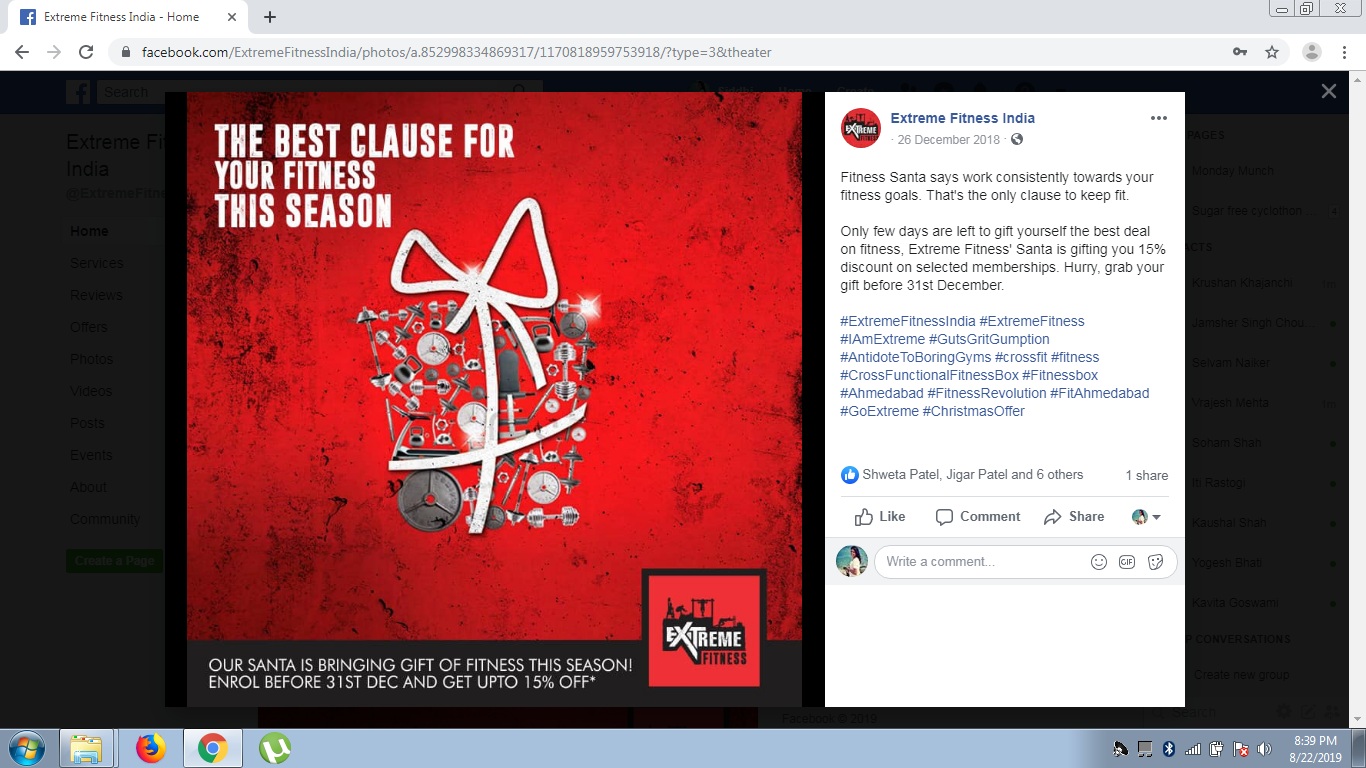 Extreme Fitness India - Home
facebook.com/ExtremeFitnessIndia/photos/a.852998334869317/1170818959753918/?type=3&theater
Search
Extreme Fit
India
@ExtremeFitne
Home
Services
Reviews
Offers
Photos
Videos
Posts
Events
About
Community
Create a Page
THE BEST CLAUSE FOR
YOUR FITNESS
THIS SEASON
EXTREME
FITNESS
OUR SANTA IS BRINGING GIFT OF FITNESS THIS SEASON!
ENROL BEFORE 31ST DEC AND GET UPTO 15% OFF*
EXTREME
FITNESS
Extreme Fitness India
· 26 December 2018 ·
Fitness Santa says work consistently towards your
fitness goals. That's the only clause to keep fit.
Only few days are left to gift yourself the best deal
on fitness, Extreme Fitness' Santa is gifting you 15%
discount on selected memberships. Hurry, grab your
gift before 31st December.
#ExtremeFitnessIndia #ExtremeFitness
#IAmExtreme #GutsGritGumption
#AntidoteToBoringGyms #crossfit #fitness
#CrossFunctionalFitnessBox #Fitnessbox
#Ahmedabad #FitnessRevolution #FitAhmedabad
#GoExtreme #ChristmasOffer
Shweta Patel, Jigar Patel and 6 others 1 share
Like Comment Share
Write a comment...
GIF
PAGES
Monday Munch
Sugar free cyclothon ...
ACTS
Krushan Khajanchi
Jamsher Singh Chou...
Selvam Naiker
Vrajesh Mehta
Soham Shah
Iti Rastogi
Kaushal Shah
Yogesh Bhati
Kavita Goswami
P CONVERSATIONS
Create new group
Search
Facebook © 2019
8:39 PM
8/22/2019